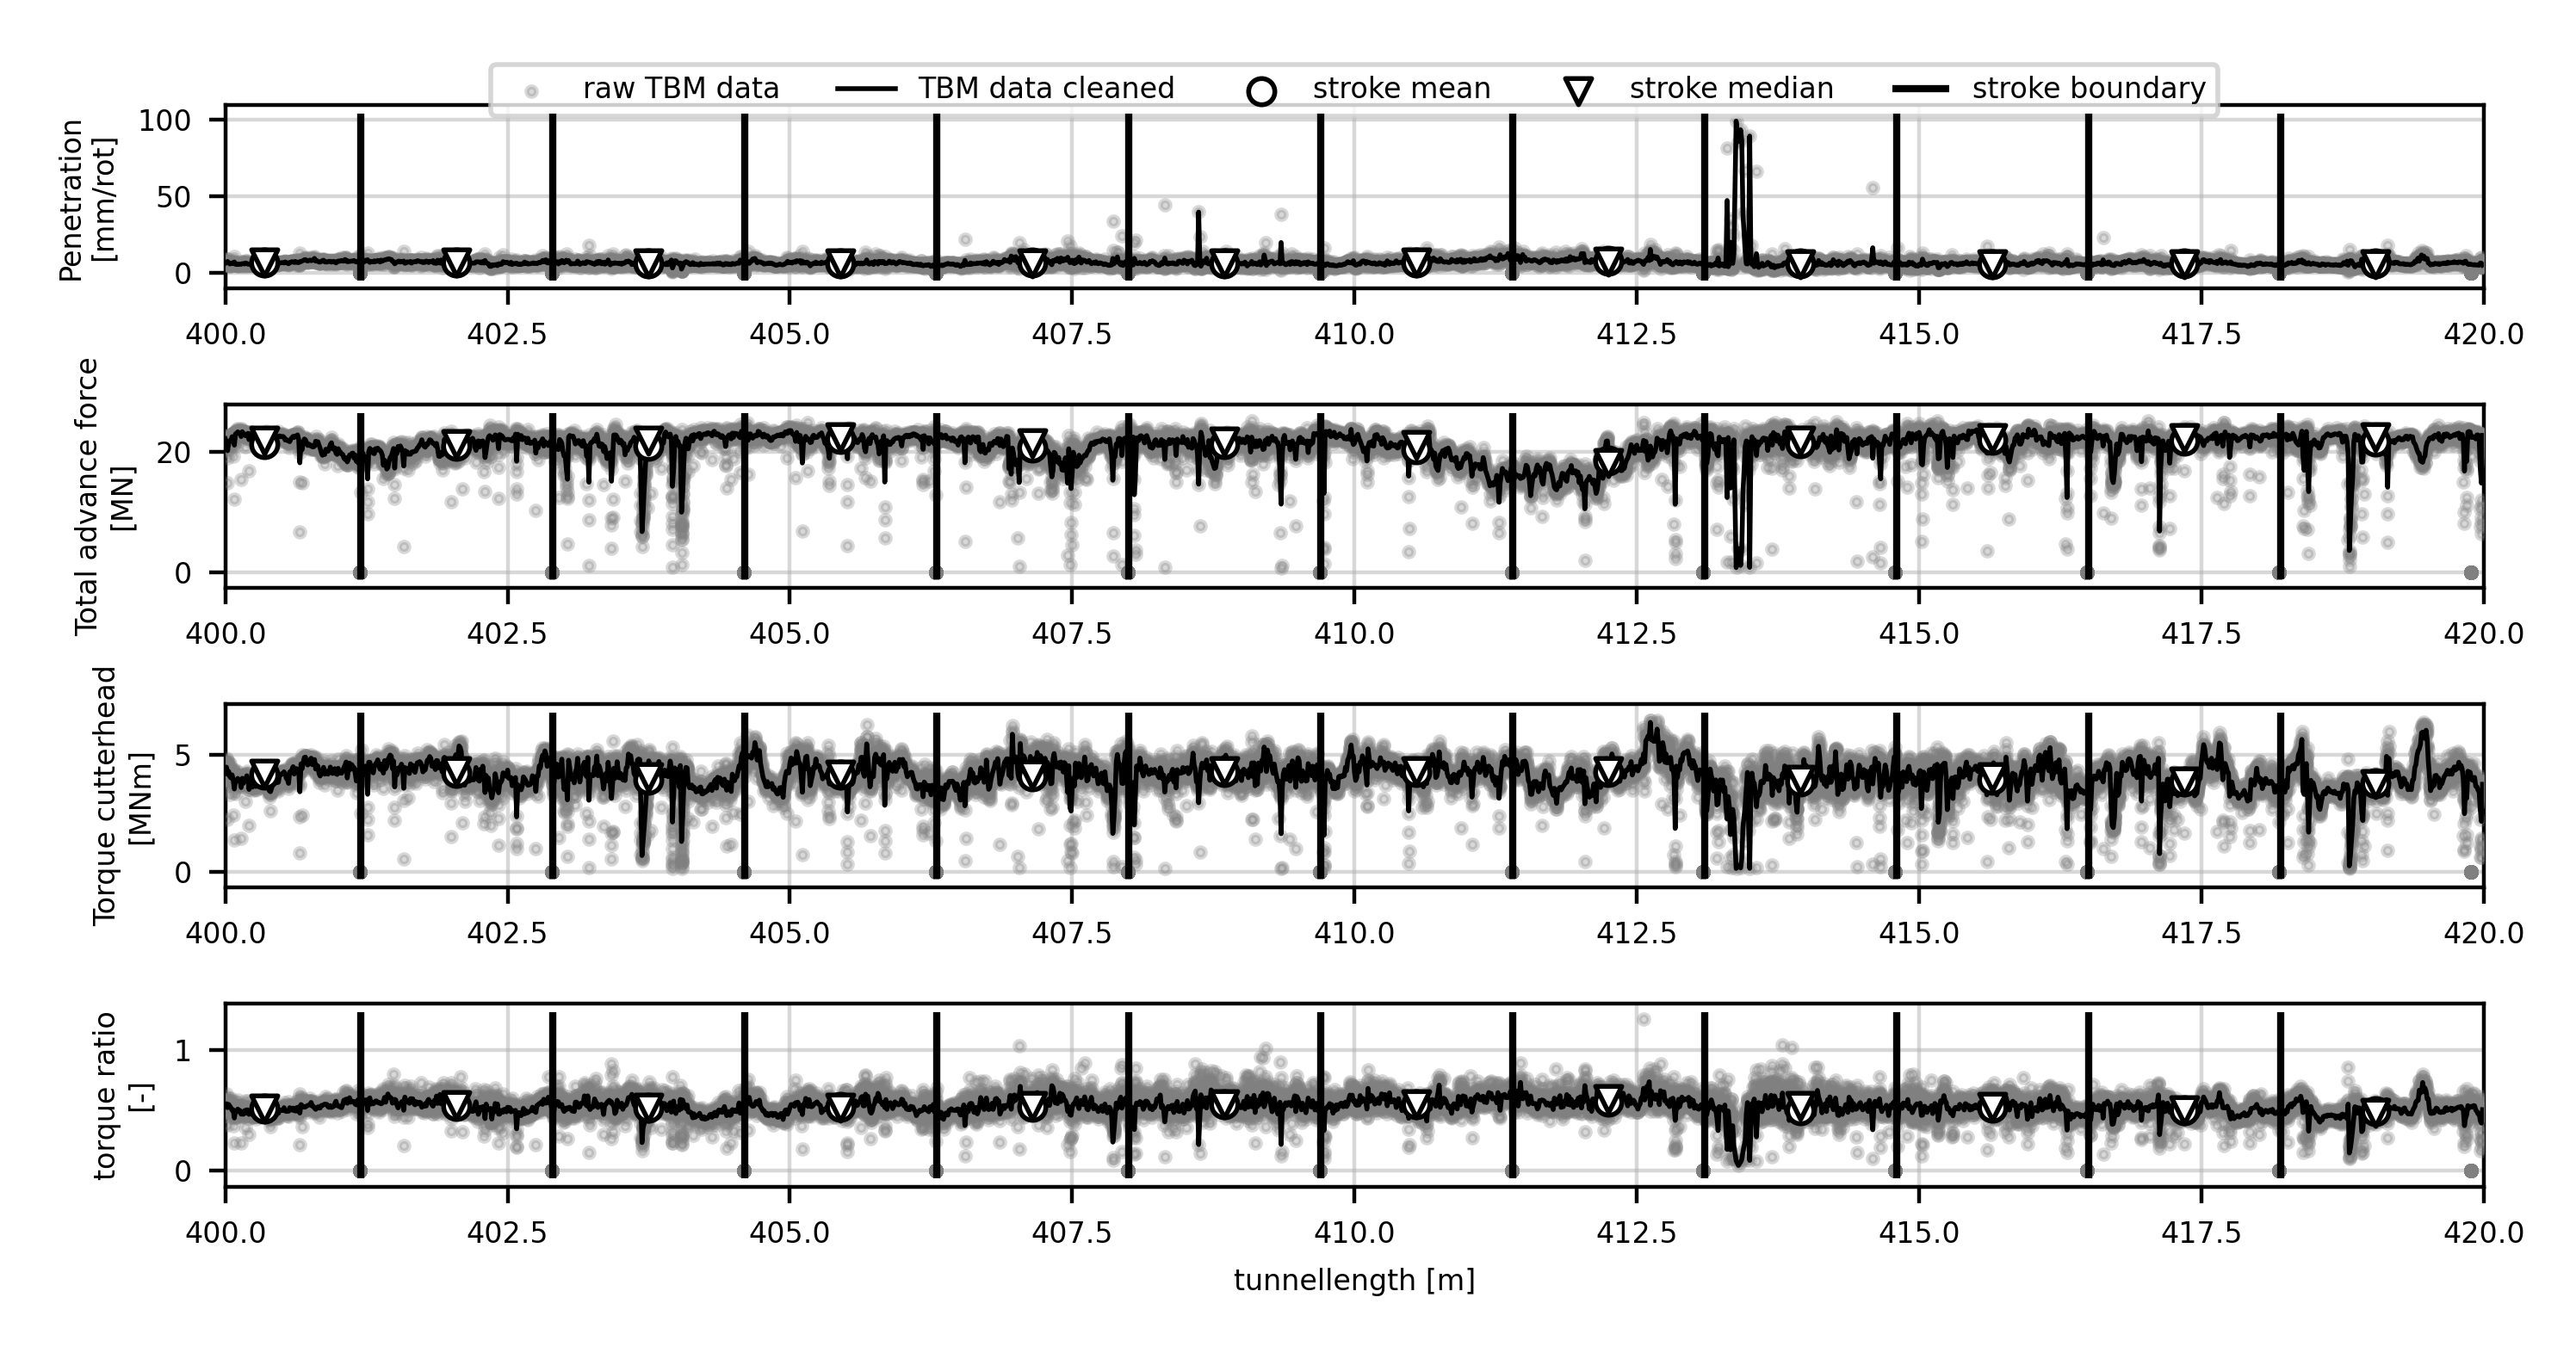 raw TBM data TBM data cleaned stroke mean stroke median stroke boundary
Penetration
[mm/rot]
100
50
0
400.0 402.5 405.0 407.5 410.0 412.5 415.0 417.5 420.0
Total advance force
[MN]
20
0
400.0 402.5 405.0 407.5 410.0 412.5 415.0 417.5 420.0
Torque cutterhead
[MNm]
5
0
400.0 402.5 405.0 407.5 410.0 412.5 415.0 417.5 420.0
torque ratio
[-]
1
0
400.0 402.5 405.0 407.5 410.0 412.5 415.0 417.5 420.0
tunnellength [m]